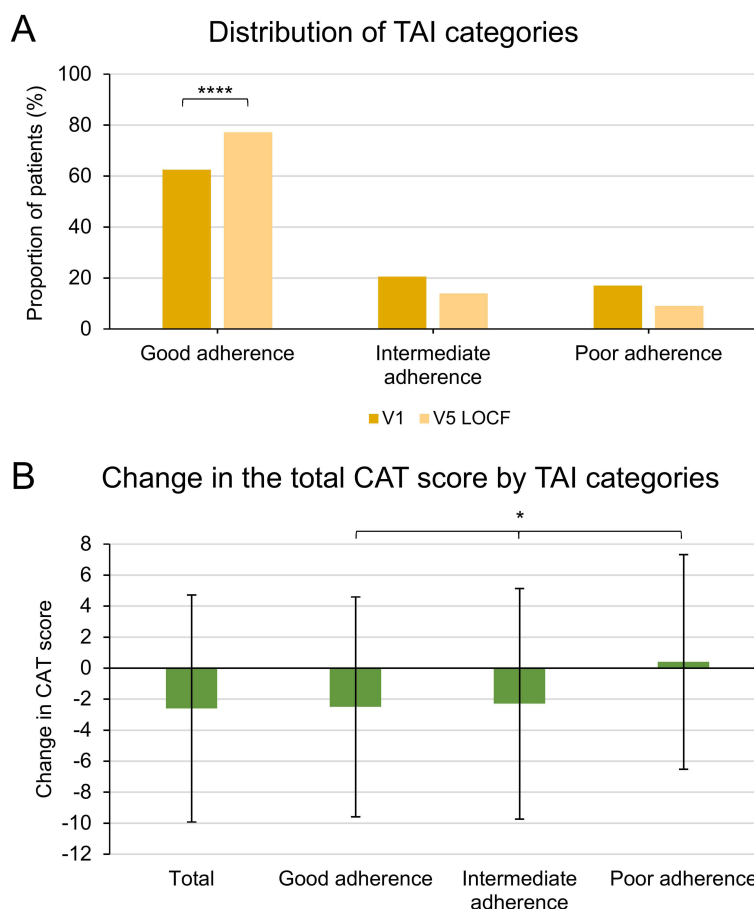 A
Distribution of TAI categories
Proportion of patients (%)
100
80
60
40
20
0
****
Good adherence
Intermediate
adherence
Poor adherence
V1
V5 LOCF
B
Change in the total CAT score by TAI categories
*
Change in CAT score
8
6
4
2
0
-2
-4
-6
-8
-10
-12
Total
Good adherence
Intermediate
adherence
Poor adherence